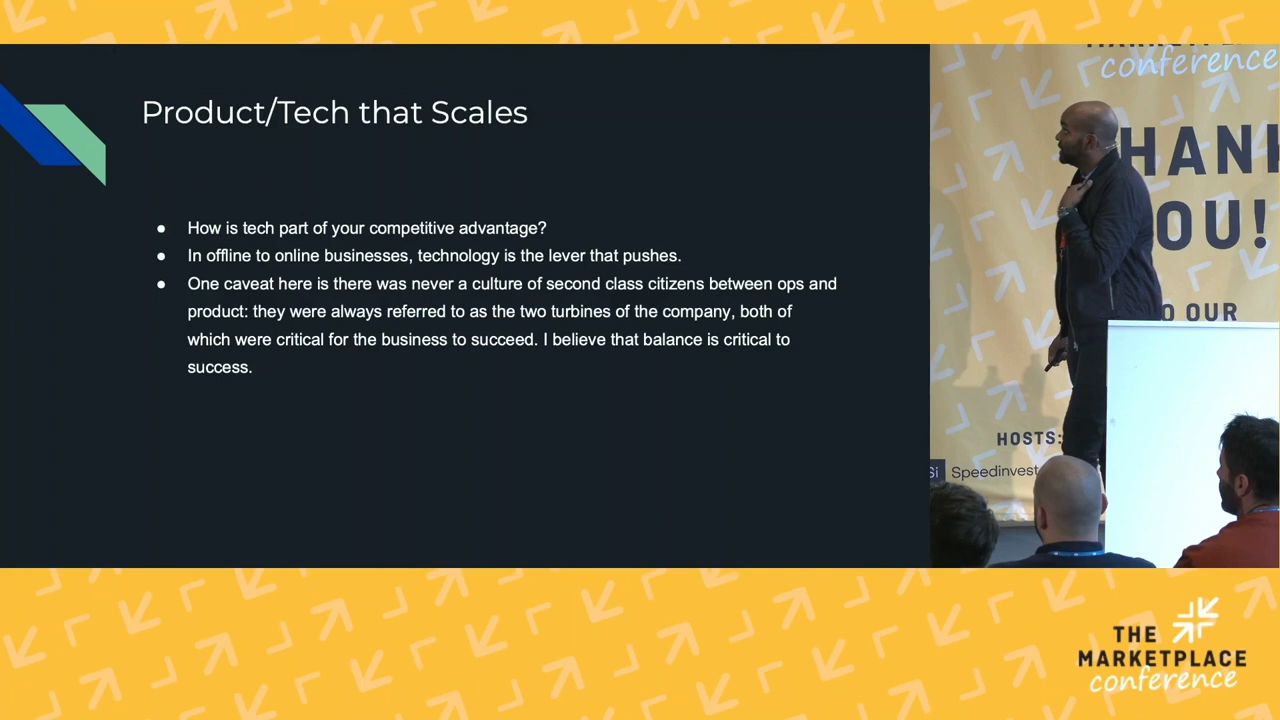 Product/Tech that Scales
● How is tech part of your competitive advantage?
● In offline to online businesses, technology is the lever that pushes.
● One caveat here is there was never a culture of second class citizens between ops and
product: they were always referred to as the two turbines of the company, both of
which were critical for the business to succeed. I believe that balance is critical to
success.
conference
HANK
OU!
O OUR
HOSTS:
Si Speedinvest
THE
MARKETPLACE
conference